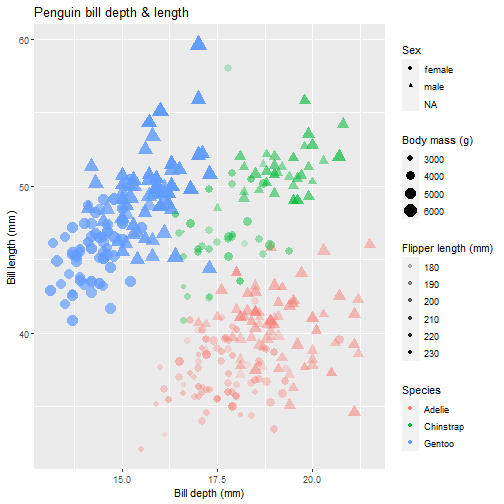 Penguin bill depth & length
60
50
40
Bill length (mm)
15.0 17.5 20.0
Bill depth (mm)
Sex
female
male
NA
Body mass (g)
3000
4000
5000
6000
Flipper length (mm)
180
190
200
210
220
230
Species
Adelie
Chinstrap
Gentoo